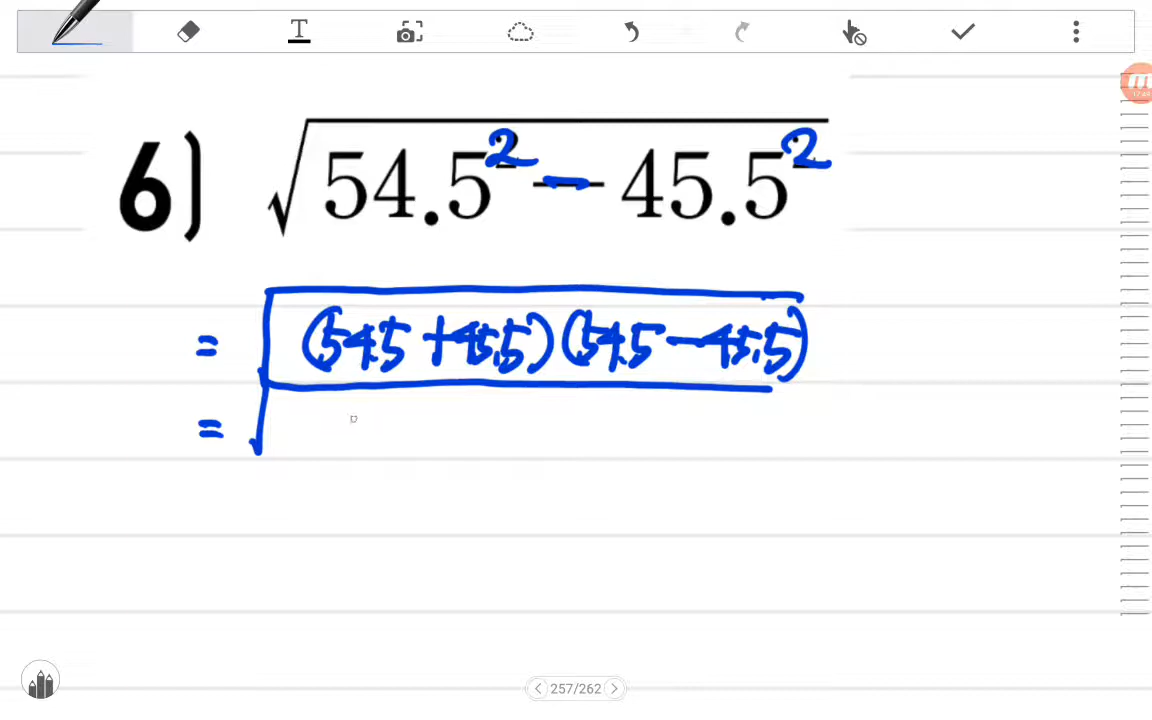 T
6) √54.5² − 45.5²
= √(54.5 + 45.5)(54.5 − 45.5)
= √
257/262